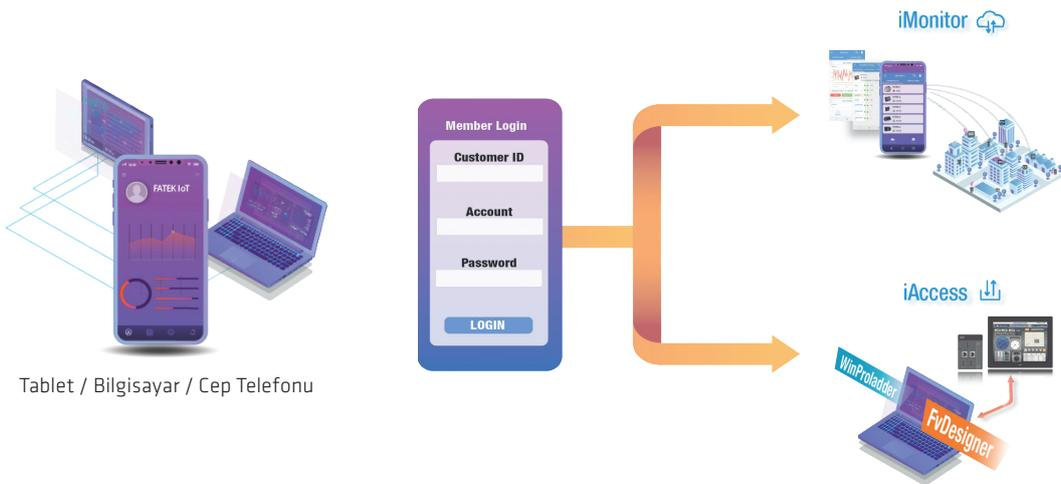 FATEK IoT
Tablet / Bilgisayar / Cep Telefonu
Member Login
Customer ID
Account
Password
LOGIN
iMonitor
iAccess
WinProladder
FvDesigner